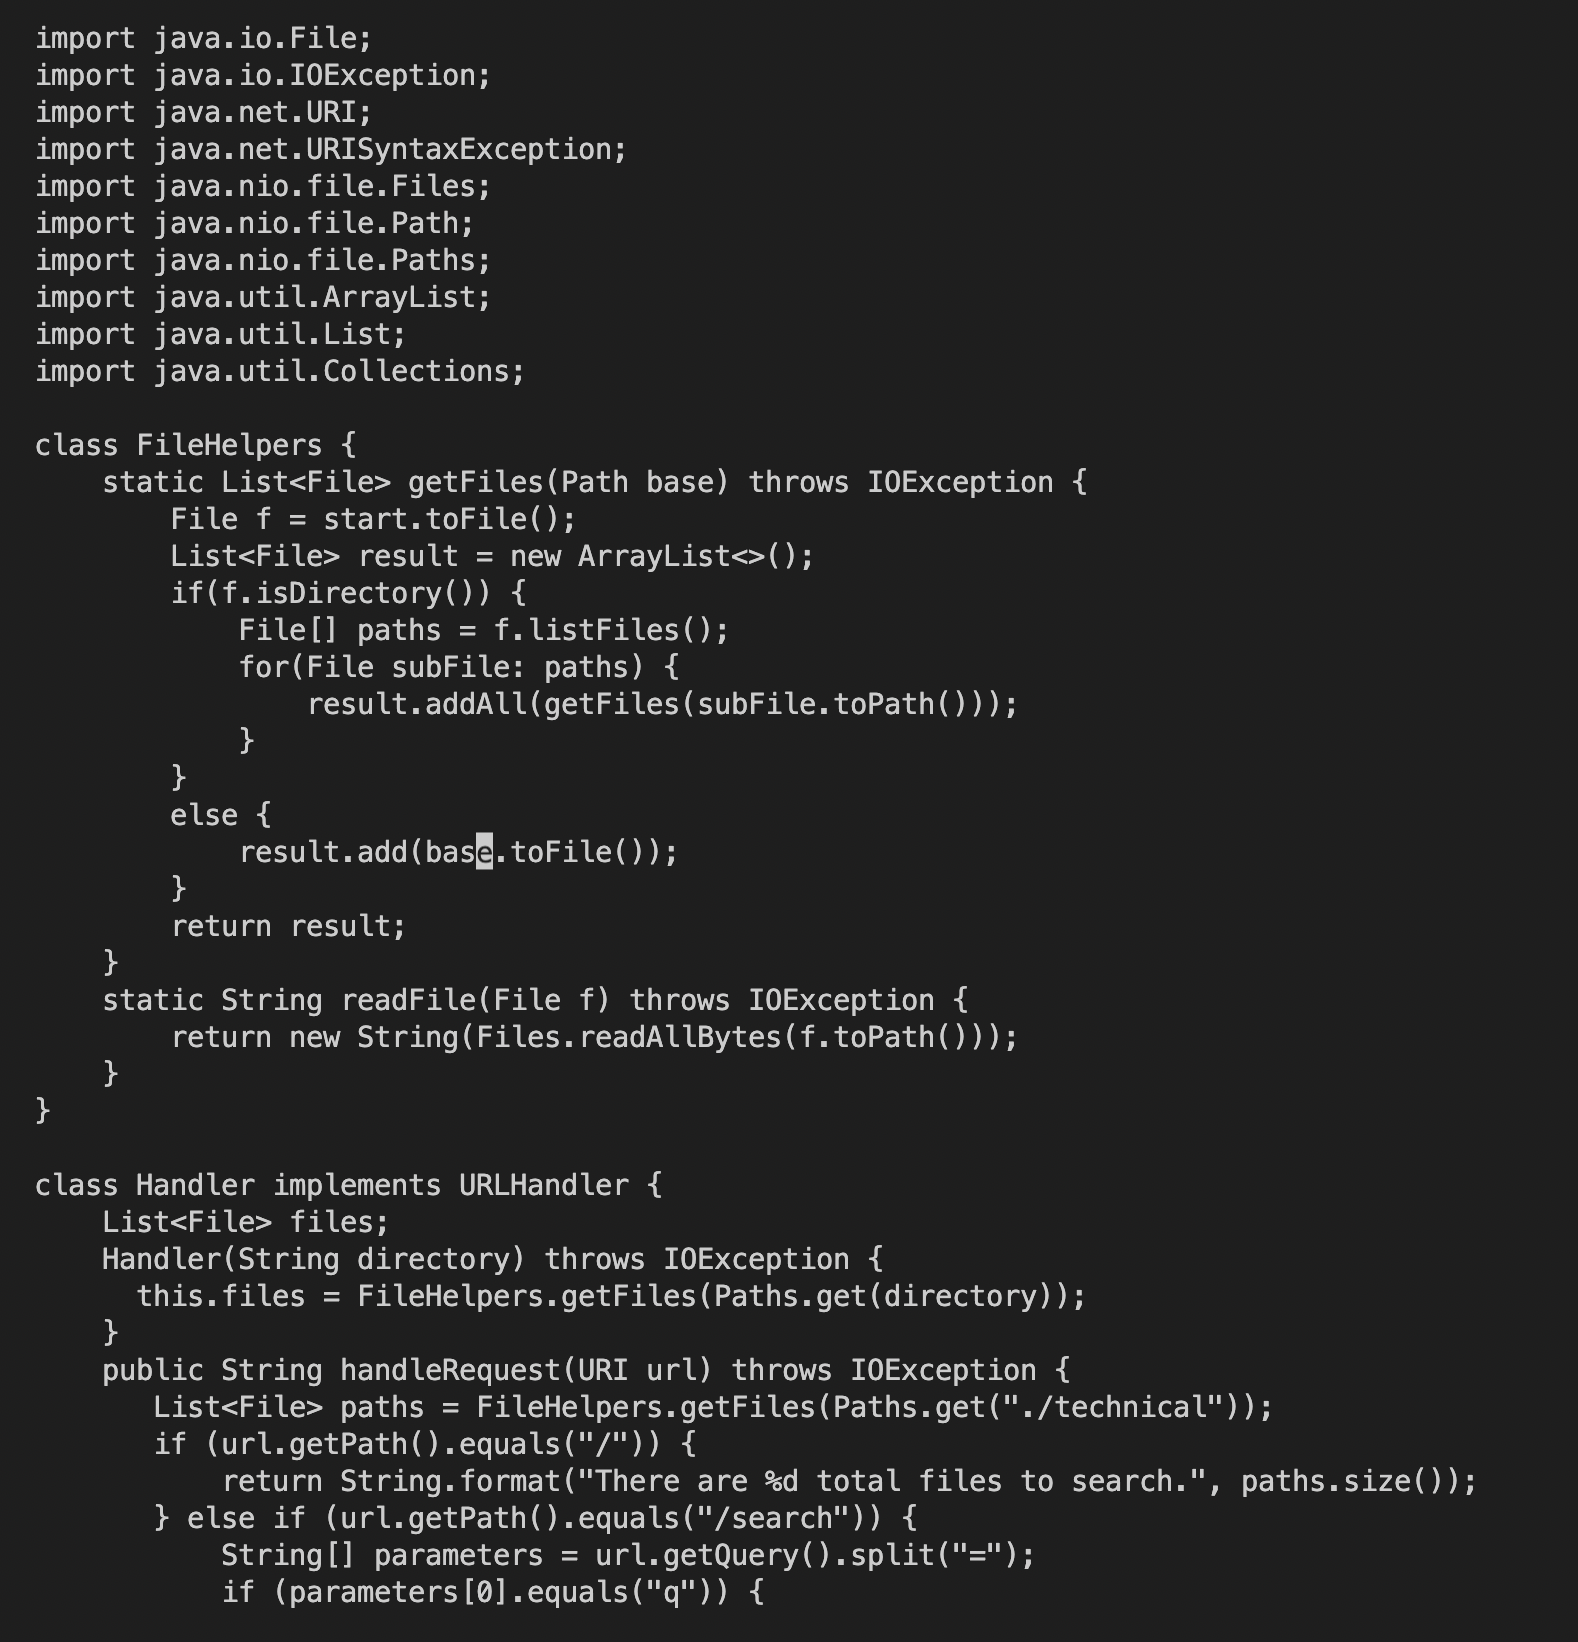 import java.io.File;
import java.io.IOException;
import java.net.URI;
import java.net.URISyntaxException;
import java.nio.file.Files;
import java.nio.file.Path;
import java.nio.file.Paths;
import java.util.ArrayList;
import java.util.List;
import java.util.Collections;

class FileHelpers {
    static List<File> getFiles(Path base) throws IOException {
        File f = start.toFile();
        List<File> result = new ArrayList<>();
        if(f.isDirectory()) {
            File[] paths = f.listFiles();
            for(File subFile: paths) {
                result.addAll(getFiles(subFile.toPath()));
            }
        }
        else {
            result.add(base.toFile());
        }
        return result;
    }
    static String readFile(File f) throws IOException {
        return new String(Files.readAllBytes(f.toPath()));
    }
}

class Handler implements URLHandler {
    List<File> files;
    Handler(String directory) throws IOException {
      this.files = FileHelpers.getFiles(Paths.get(directory));
    }
    public String handleRequest(URI url) throws IOException {
       List<File> paths = FileHelpers.getFiles(Paths.get("./technical"));
       if (url.getPath().equals("/")) {
           return String.format("There are %d total files to search.", paths.size());
       } else if (url.getPath().equals("/search")) {
           String[] parameters = url.getQuery().split("=");
           if (parameters[0].equals("q")) {